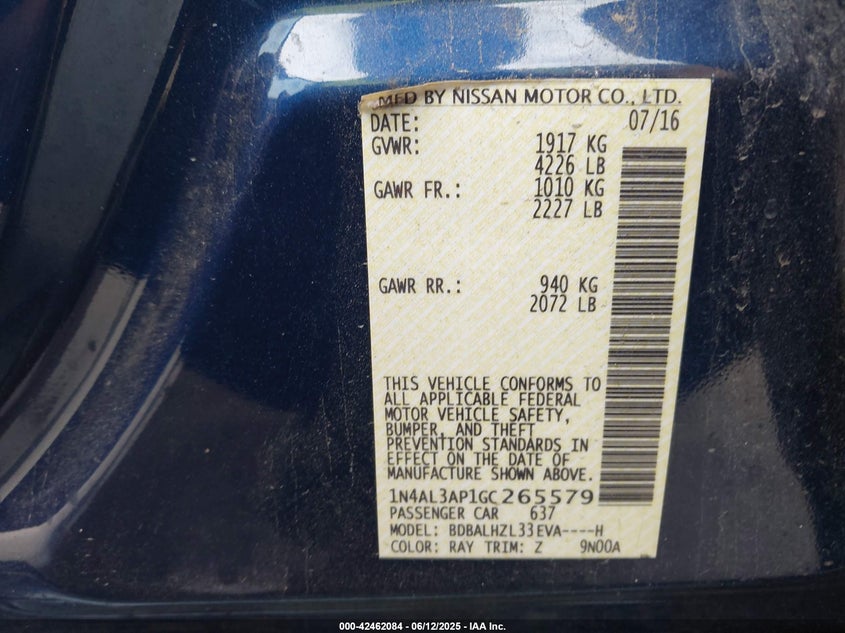 MFD BY NISSAN MOTOR CO., LTD.
DATE: 07/16
GVWR: 1917 KG
4226 LB
GAWR FR.: 1010 KG
2227 LB
GAWR RR.: 940 KG
2072 LB
THIS VEHICLE CONFORMS TO
ALL APPLICABLE FEDERAL
MOTOR VEHICLE SAFETY,
BUMPER, AND THEFT
PREVENTION STANDARDS IN
EFFECT ON THE DATE OF
MANUFACTURE SHOWN ABOVE.
1N4AL3AP1GC265579
PASSENGER CAR 637
MODEL: BDBALHZL33EVA----H
COLOR: RAY TRIM: Z 9N00A
000-42462084 - 06/12/2025 - IAA Inc.